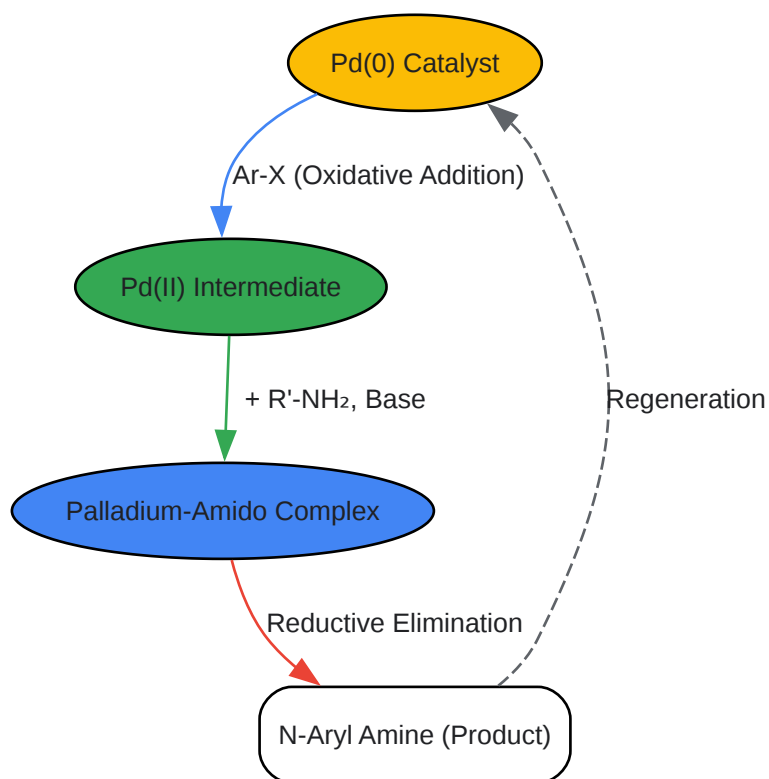 Pd(0) Catalyst
Ar-X (Oxidative Addition)
Pd(II) Intermediate
+ R'-NH₂, Base
Regeneration
Palladium-Amido Complex
Reductive Elimination
N-Aryl Amine (Product)